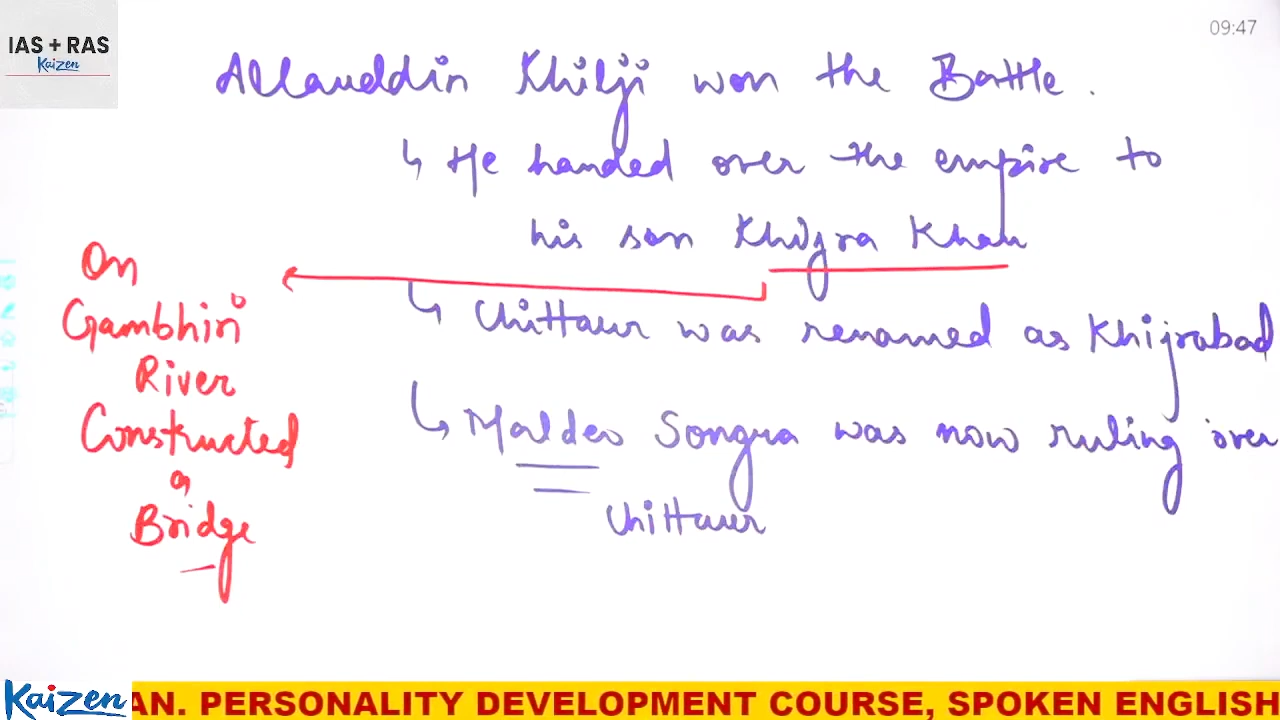 09:47
IAS + RAS
Kaizen
Allauddin Khilji won the Battle.
↳ He handed over the empire to
his son Khijra Khan
↳ Chittaur was renamed as Khijrabad
↳ Maldeo Songra was now ruling over
Chittaur
On
Gambhiri
River
Constructed
a
Bridge
Kaizen
AN. PERSONALITY DEVELOPMENT COURSE, SPOKEN ENGLISH